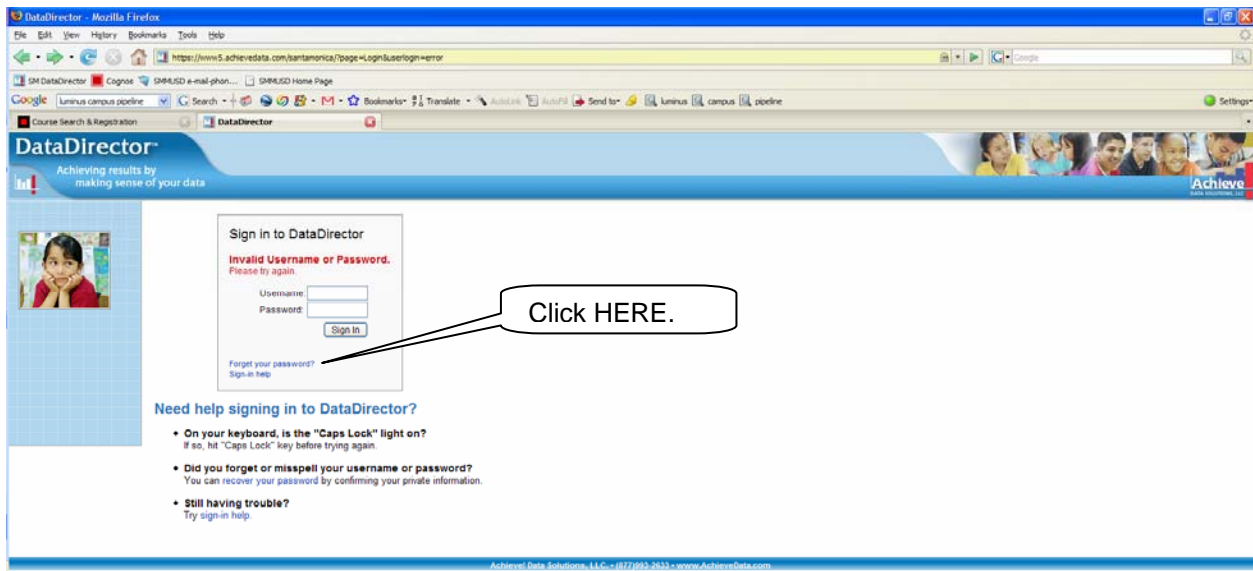 DataDirector - Mozilla Firefox
File Edit View History Bookmarks Tools Help
https://www5.achievedata.com/santamonica/?page=Login&userlogin=error
Google
SM DataDirector Cognos SMMUSD e-mail-phon... SMMUSD Home Page
Google luminus campus pipeline Search Bookmarks Translate AutoLink AutoFill Send to luminus campus pipeline Settings
Course Search & Registration DataDirector
DataDirector
Achieving results by
making sense of your data
Achieve
DATA SOLUTIONS, LLC
Sign in to DataDirector
Invalid Username or Password.
Please try again.
Username:
Password:
Sign In
Click HERE.
Forget your password?
Sign-in help
Need help signing in to DataDirector?
On your keyboard, is the "Caps Lock" light on?
If so, hit "Caps Lock" key before trying again.
Did you forget or misspell your username or password?
You can recover your password by confirming your private information.
Still having trouble?
Try sign-in help.
Achieve! Data Solutions, LLC. • (877)993-2633 • www.AchieveData.com